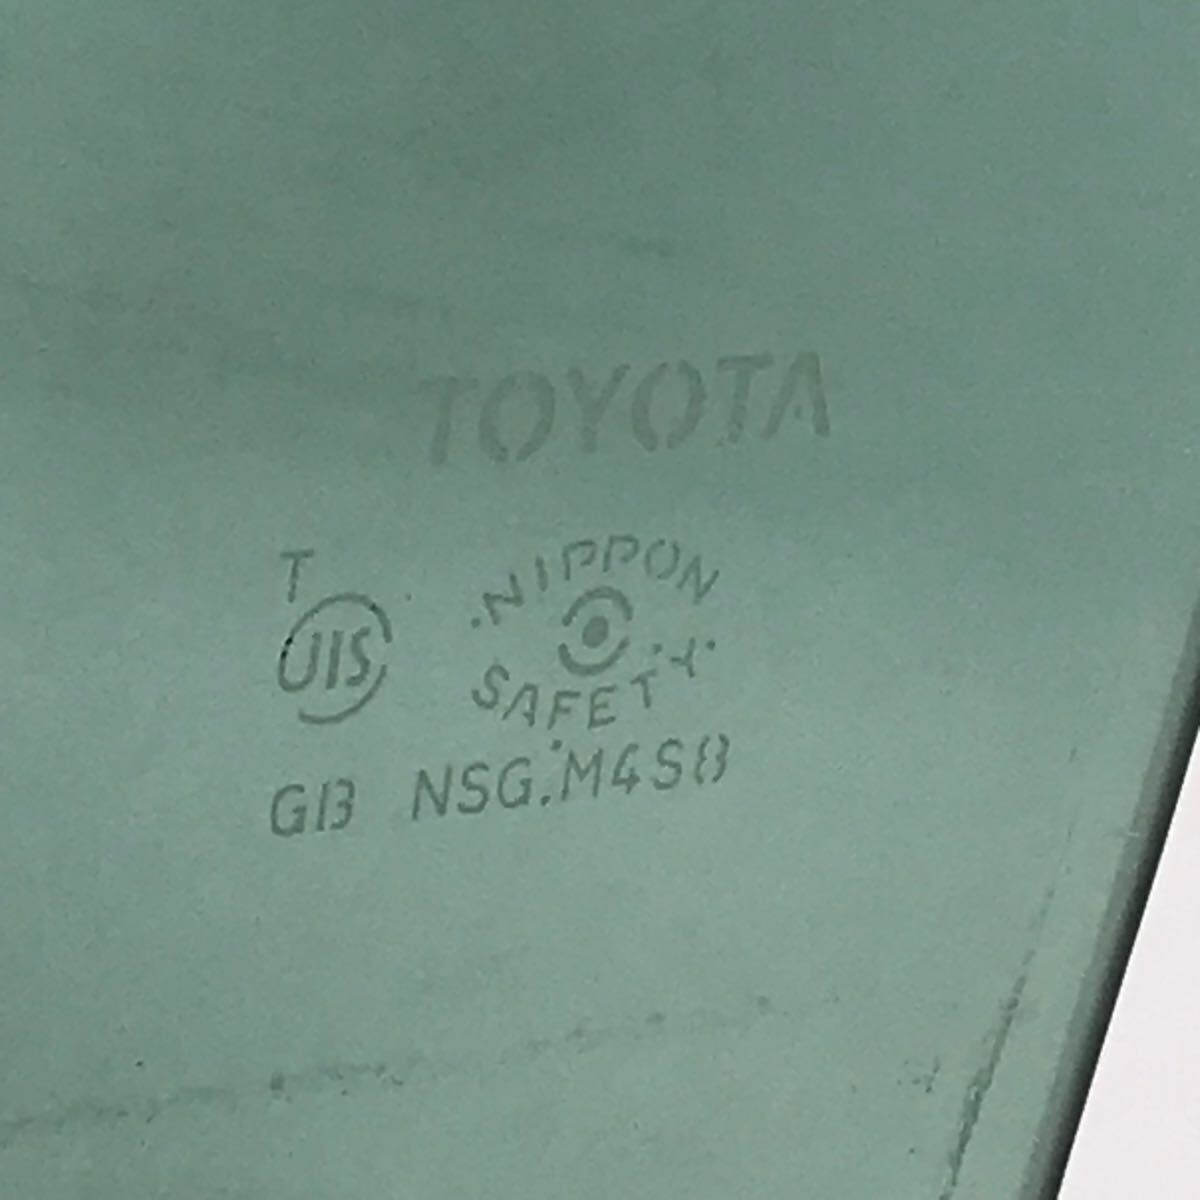 TOYOTA
T
JIS
NIPPON
SAFETY
GB NSG.M4S8